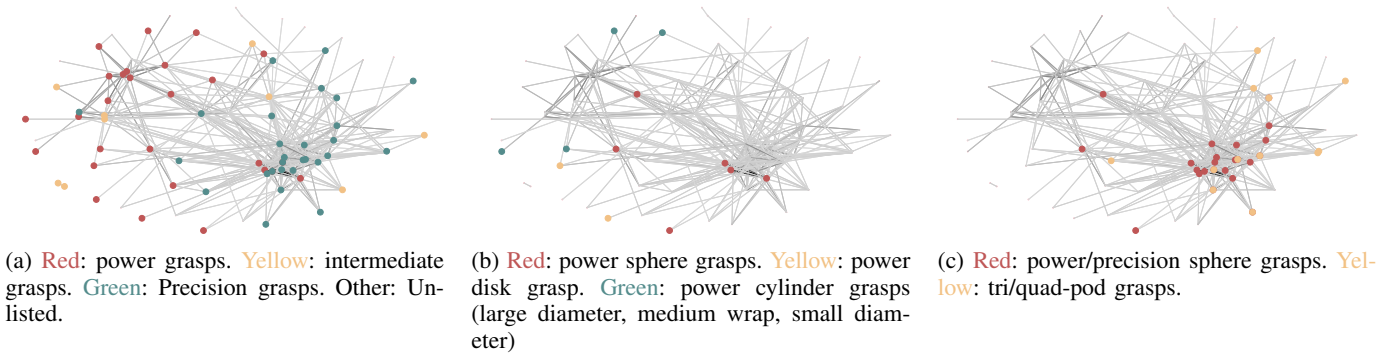 (a) Red: power grasps. Yellow: intermediate
grasps. Green: Precision grasps. Other: Un-
listed.
(b) Red: power sphere grasps. Yellow: power
disk grasp. Green: power cylinder grasps
(large diameter, medium wrap, small diam-
eter)
(c) Red: power/precision sphere grasps. Yel-
low: tri/quad-pod grasps.